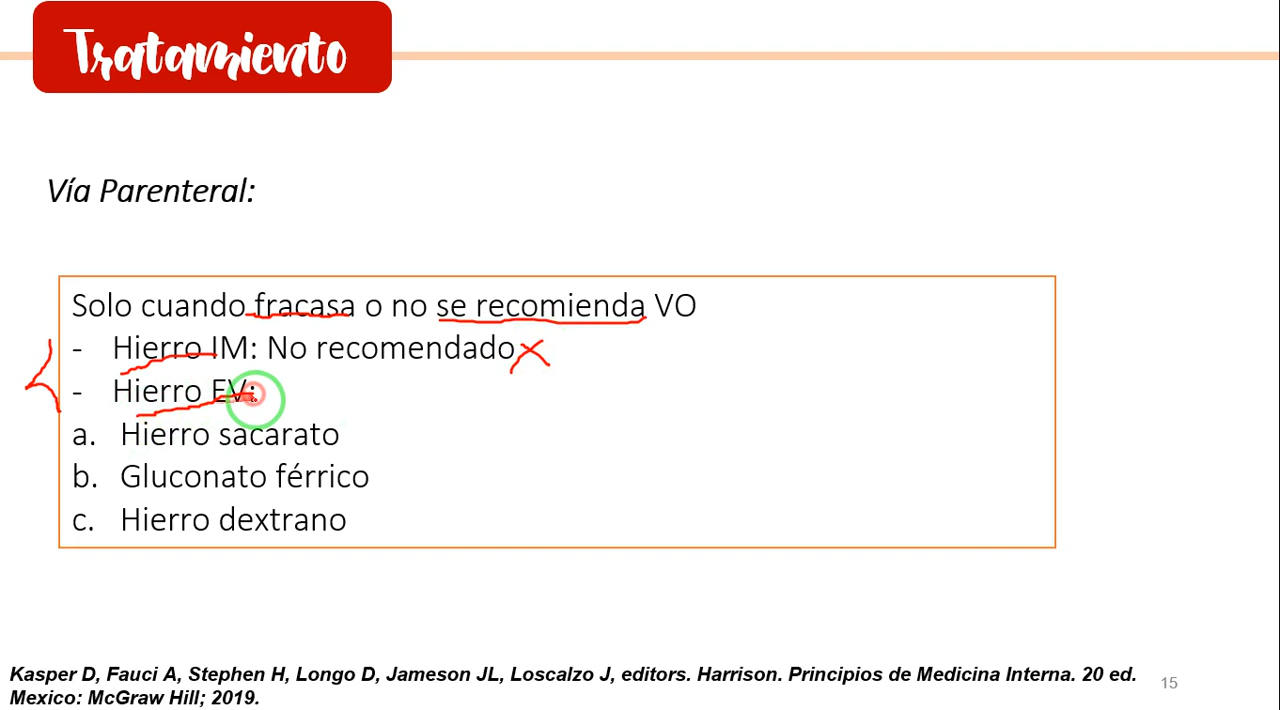 Tratamiento
Vía Parenteral:
Solo cuando fracasa o no se recomienda VO
- Hierro IM: No recomendado
- Hierro EV:
a. Hierro sacarato
b. Gluconato férrico
c. Hierro dextrano
Kasper D, Fauci A, Stephen H, Longo D, Jameson JL, Loscalzo J, editors. Harrison. Principios de Medicina Interna. 20 ed.
Mexico: McGraw Hill; 2019.
15